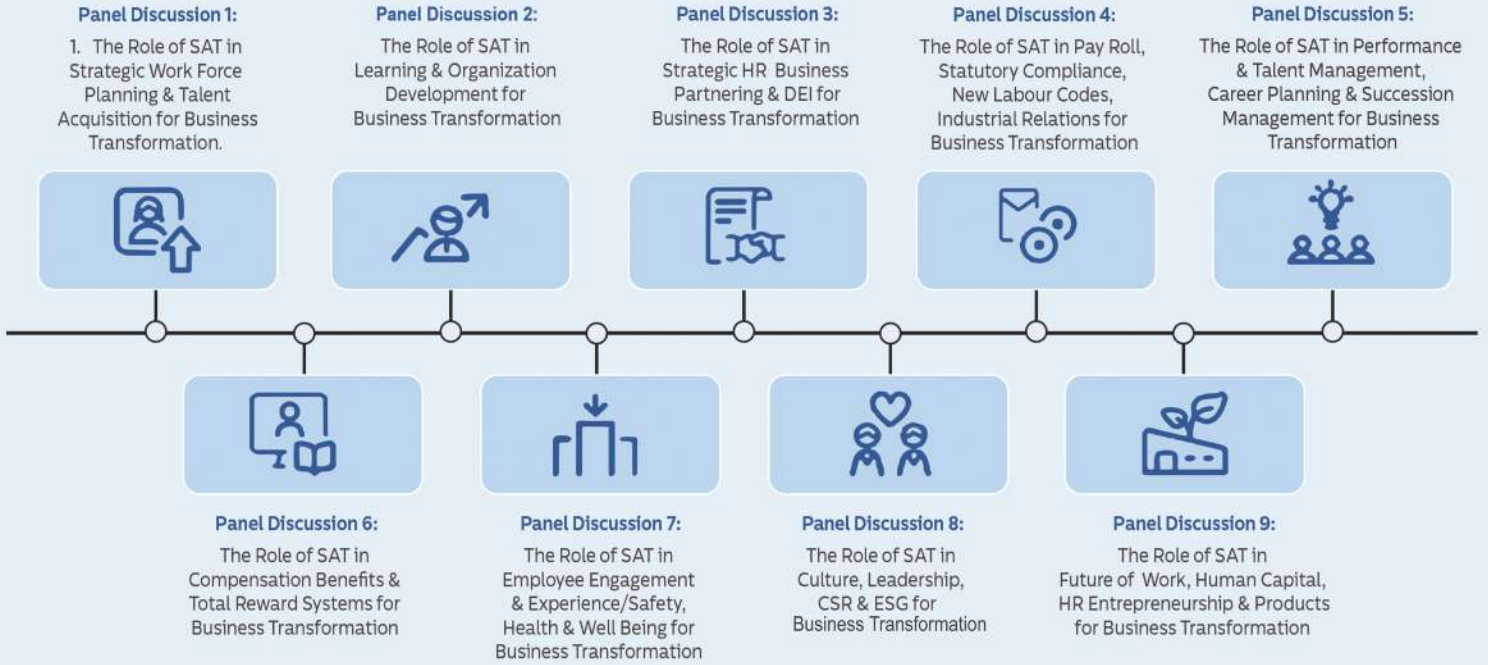 Panel Discussion 1:
1. The Role of SAT in
Strategic Work Force
Planning & Talent
Acquisition for Business
Transformation.
Panel Discussion 2:
The Role of SAT in
Learning & Organization
Development for
Business Transformation
Panel Discussion 3:
The Role of SAT in
Strategic HR Business
Partnering & DEI for
Business Transformation
Panel Discussion 4:
The Role of SAT in Pay Roll,
Statutory Compliance,
New Labour Codes,
Industrial Relations for
Business Transformation
Panel Discussion 5:
The Role of SAT in Performance
& Talent Management,
Career Planning & Succession
Management for Business
Transformation
Panel Discussion 6:
The Role of SAT in
Compensation Benefits &
Total Reward Systems for
Business Transformation
Panel Discussion 7:
The Role of SAT in
Employee Engagement
& Experience/Safety,
Health & Well Being for
Business Transformation
Panel Discussion 8:
The Role of SAT in
Culture, Leadership,
CSR & ESG for
Business Transformation
Panel Discussion 9:
The Role of SAT in
Future of Work, Human Capital,
HR Entrepreneurship & Products
for Business Transformation